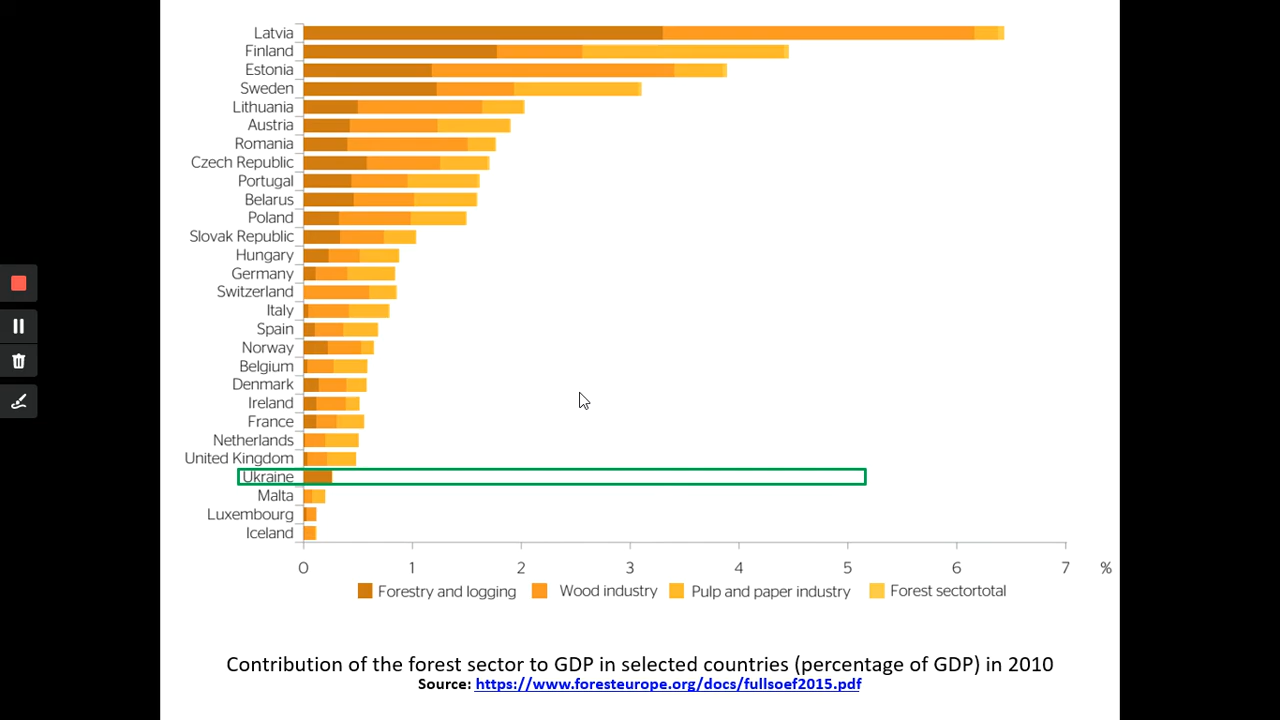 Latvia
Finland
Estonia
Sweden
Lithuania
Austria
Romania
Czech Republic
Portugal
Belarus
Poland
Slovak Republic
Hungary
Germany
Switzerland
Italy
Spain
Norway
Belgium
Denmark
Ireland
France
Netherlands
United Kingdom
Ukraine
Malta
Luxembourg
Iceland
0 1 2 3 4 5 6 7 %
Forestry and logging Wood industry Pulp and paper industry Forest sectortotal
Contribution of the forest sector to GDP in selected countries (percentage of GDP) in 2010
Source: https://www.foresteurope.org/docs/fullsoef2015.pdf